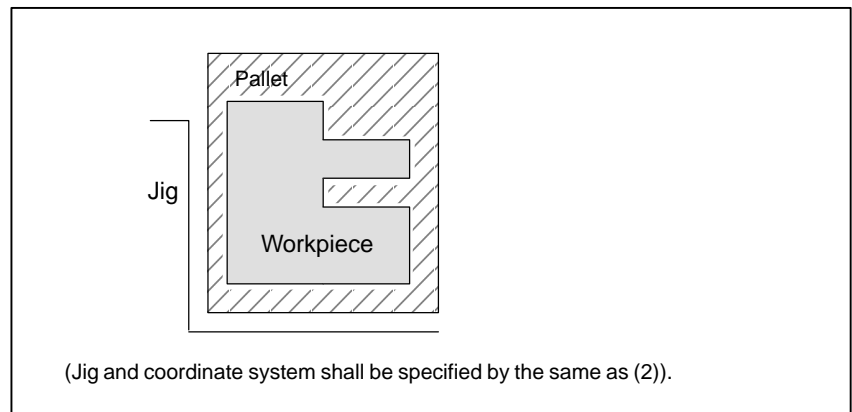 Pallet
Jig
Workpiece
(Jig and coordinate system shall be specified by the same as (2)).